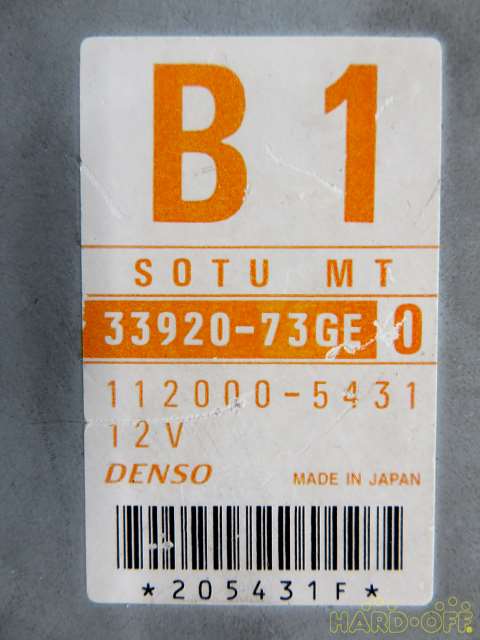 B 1
SOTU MT
33920-73GE 0
112000-5431
12V
DENSO MADE IN JAPAN
*205431F*
HARD-OFF